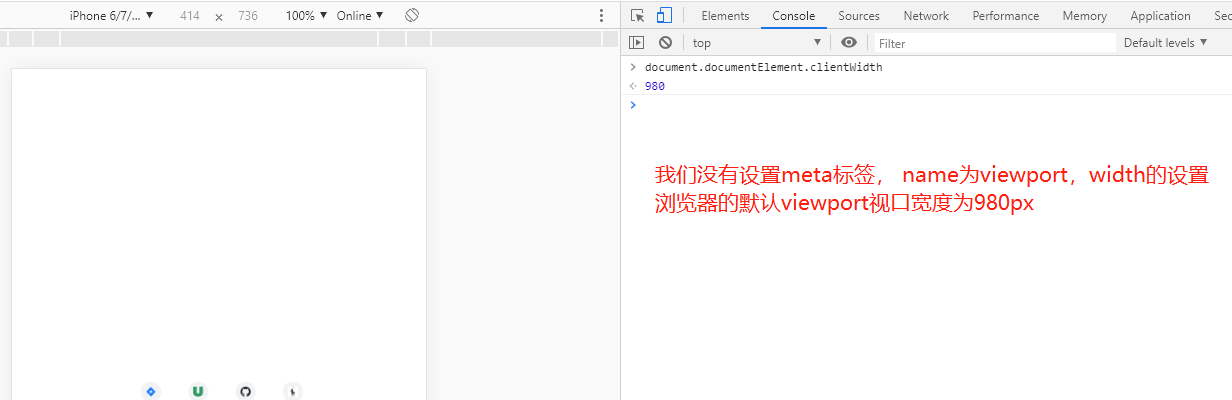 iPhone 6/7/... ▼ 414 × 736 100% ▼ Online ▼
Elements Console Sources Network Performance Memory Application Sec
top ▼ Filter Default levels ▼
> document.documentElement.clientWidth
<· 980
>
我们没有设置meta标签， name为viewport，width的设置
浏览器的默认viewport视口宽度为980px